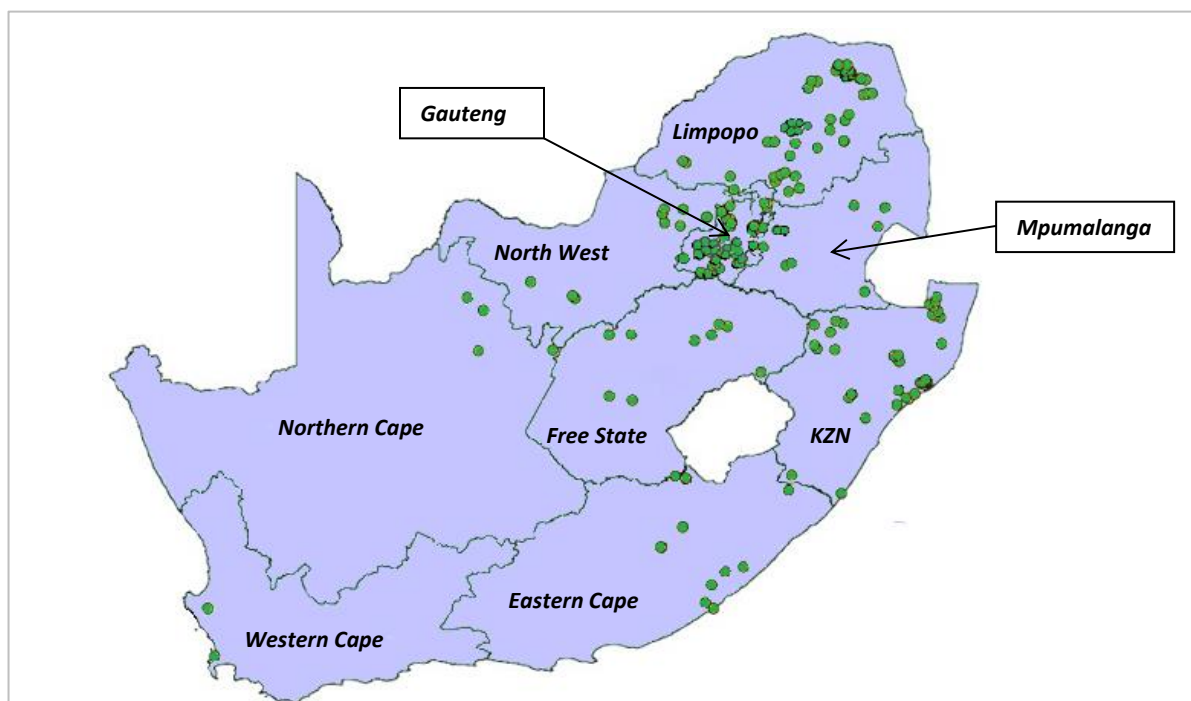 Gauteng
Limpopo
Mpumalanga
North West
Northern Cape
Free State
KZN
Eastern Cape
Western Cape